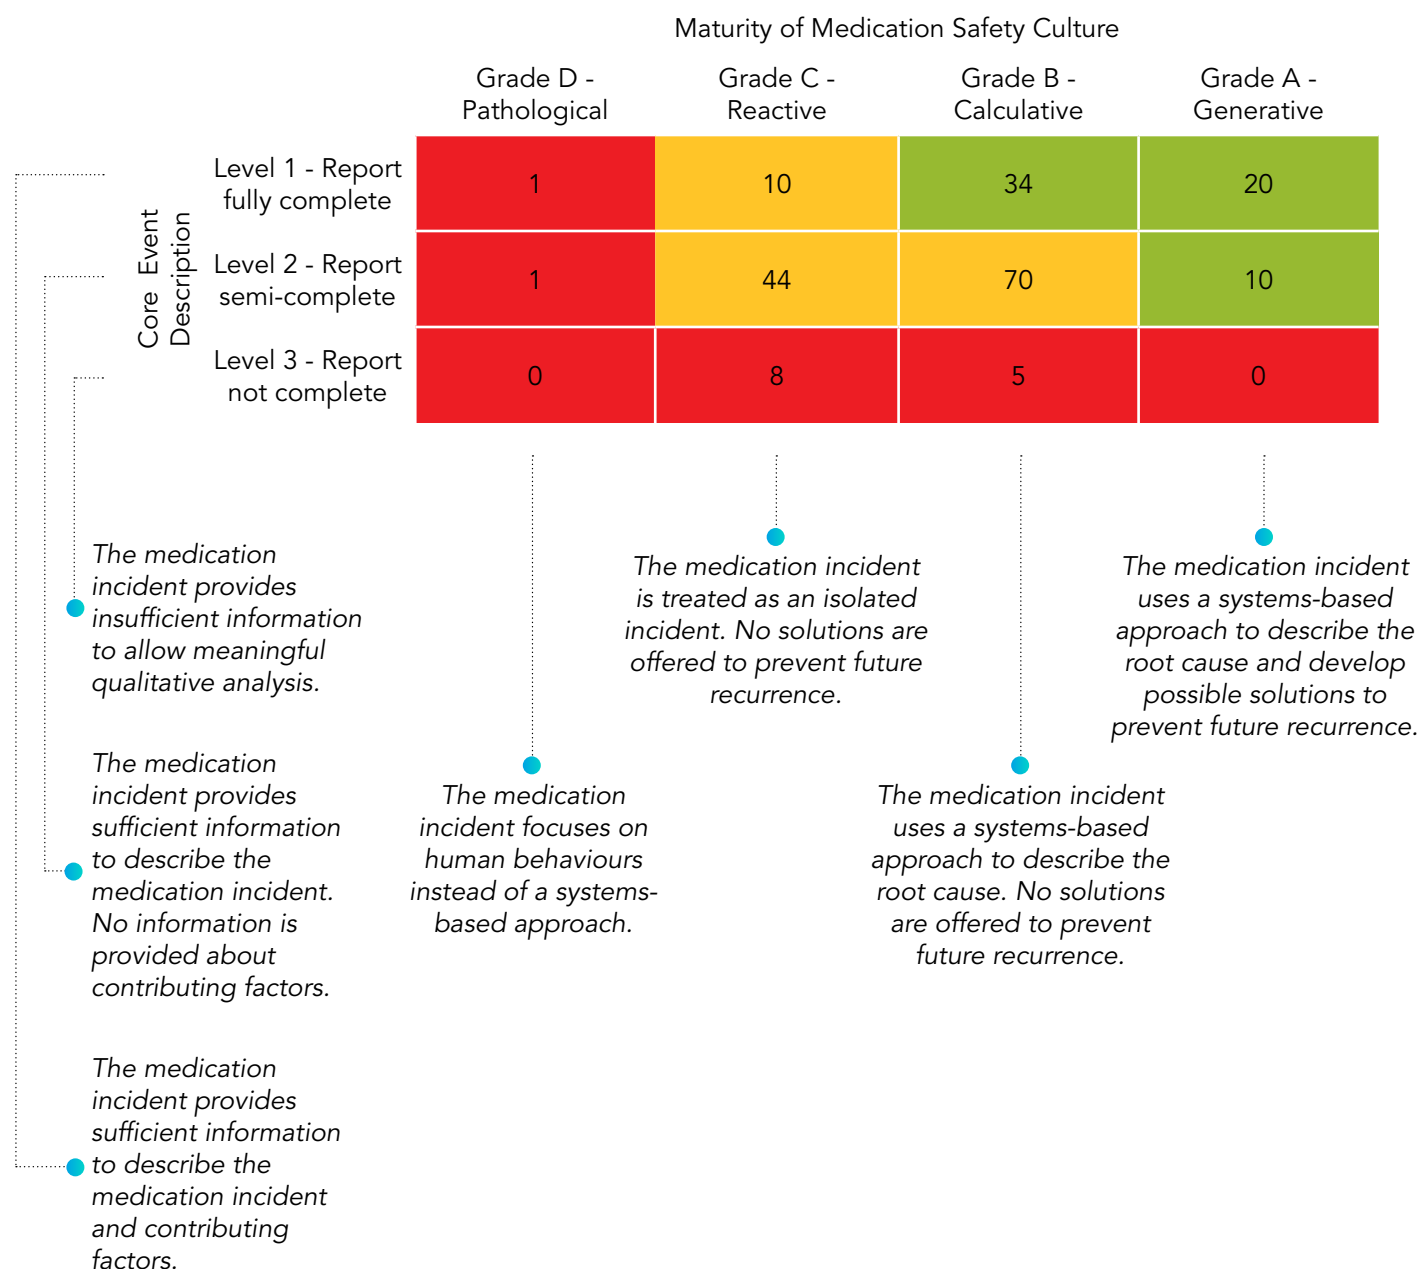 Maturity of Medication Safety Culture
Grade D -
Pathological
Grade C -
Reactive
Grade B -
Calculative
Grade A -
Generative
Core Event
Description
Level 1 - Report
fully complete
1
10
34
20
Level 2 - Report
semi-complete
1
44
70
10
Level 3 - Report
not complete
0
8
5
0
The medication
incident provides
insufficient information
to allow meaningful
qualitative analysis.
The medication
incident provides
sufficient information
to describe the
medication incident.
No information is
provided about
contributing factors.
The medication
incident provides
sufficient information
to describe the
medication incident
and contributing
factors.
The medication
incident focuses on
human behaviours
instead of a systems-
based approach.
The medication incident
is treated as an isolated
incident. No solutions are
offered to prevent future
recurrence.
The medication incident
uses a systems-based
approach to describe the
root cause. No solutions
are offered to prevent
future recurrence.
The medication incident
uses a systems-based
approach to describe the
root cause and develop
possible solutions to
prevent future recurrence.